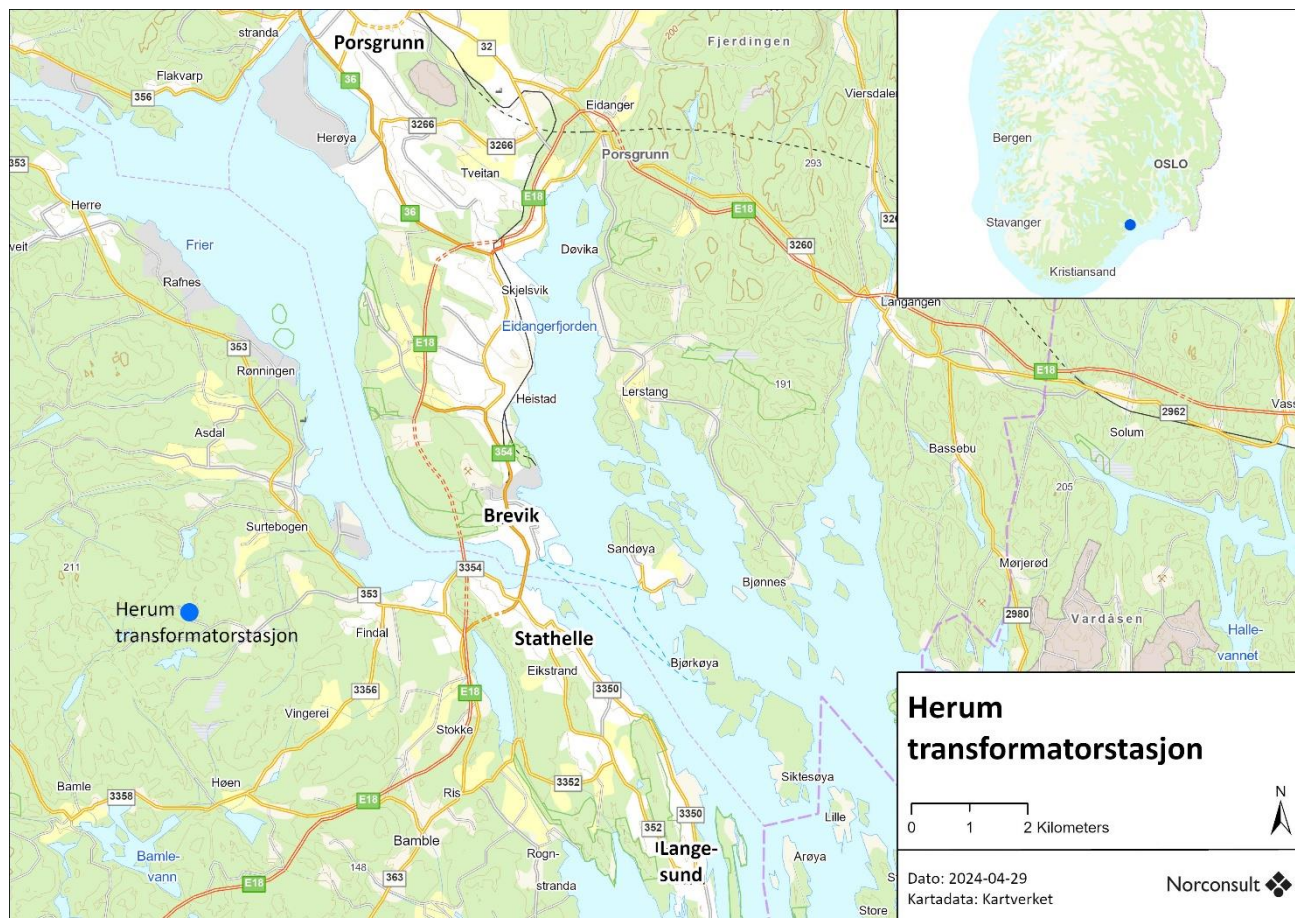 Porsgrunn
stranda
Flakvarp
356
36
32
Fjerdingen
200
Viersdalen
Eidanger
Herøya
3266
3266
Porsgrunn
293
Tveitan
353
Herre
36
E18
E18
3260
Frier
Døvika
Rafnes
Skjelsvik
Langangen
Eidangerfjorden
353
E18
Rønningen
E18
191
Heistad
Lerstang
2962
Asdal
Solum
354
Bassebu
205
Brevik
Surtebogen
Sandøya
211
3354
Bjønnes
Mørjerød
Herum
transformatorstasjon
353
2980
Vardåsen
Halle-
vannet
Findal
Stathelle
Bjørkøya
Eikstrand
3356
E18
3350
Vingerei
Stokke
Siktesøya
Bamle
Høen
3358
Ris
3352
E18
3350
Lille
352
Bamble
Lange-
sund
Arøya
Bamle-
vann
148
Rogn-
stranda
E18
363
Store
Bergen
OSLO
Stavanger
Kristiansand
Herum
transformatorstasjon
N
0 1 2 Kilometers
Dato: 2024-04-29
Kartadata: Kartverket
Norconsult